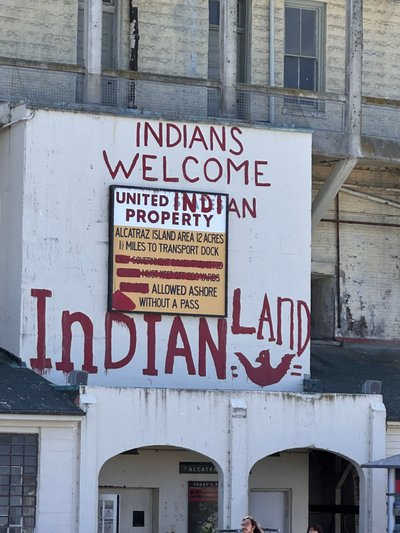 INDIANS
WELCOME
UNITED INDIAN
PROPERTY
ALCATRAZ ISLAND AREA 12 ACRES
1½ MILES TO TRANSPORT DOCK
ALLOWED ASHORE
WITHOUT A PASS
INDIAN LAND
ALCATRAZ